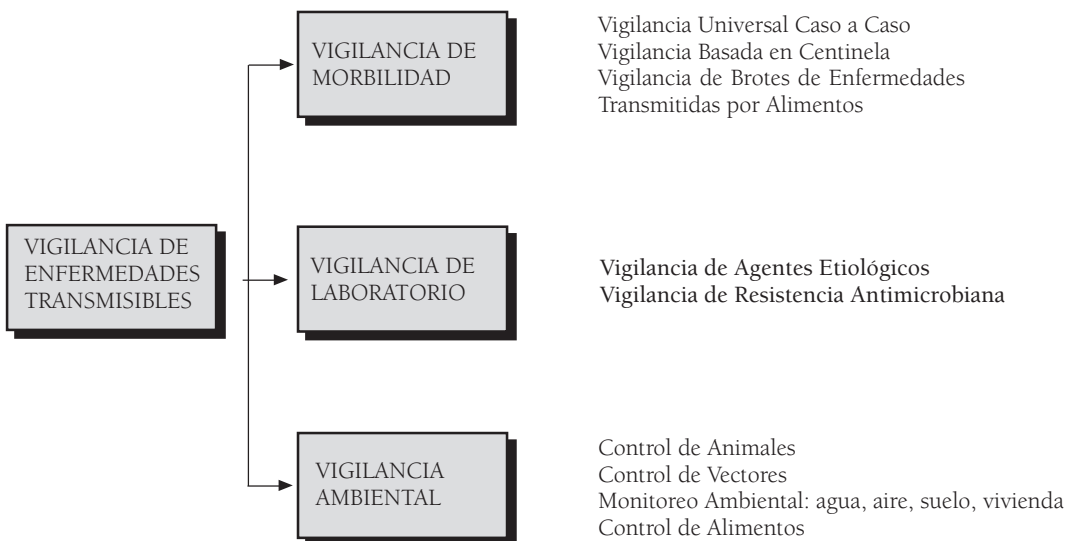 VIGILANCIA DE
MORBILIDAD
Vigilancia Universal Caso a Caso
Vigilancia Basada en Centinela
Vigilancia de Brotes de Enfermedades
Transmitidas por Alimentos
VIGILANCIA DE
ENFERMEDADES
TRANSMISIBLES
VIGILANCIA DE
LABORATORIO
Vigilancia de Agentes Etiológicos
Vigilancia de Resistencia Antimicrobiana
VIGILANCIA
AMBIENTAL
Control de Animales
Control de Vectores
Monitoreo Ambiental: agua, aire, suelo, vivienda
Control de Alimentos